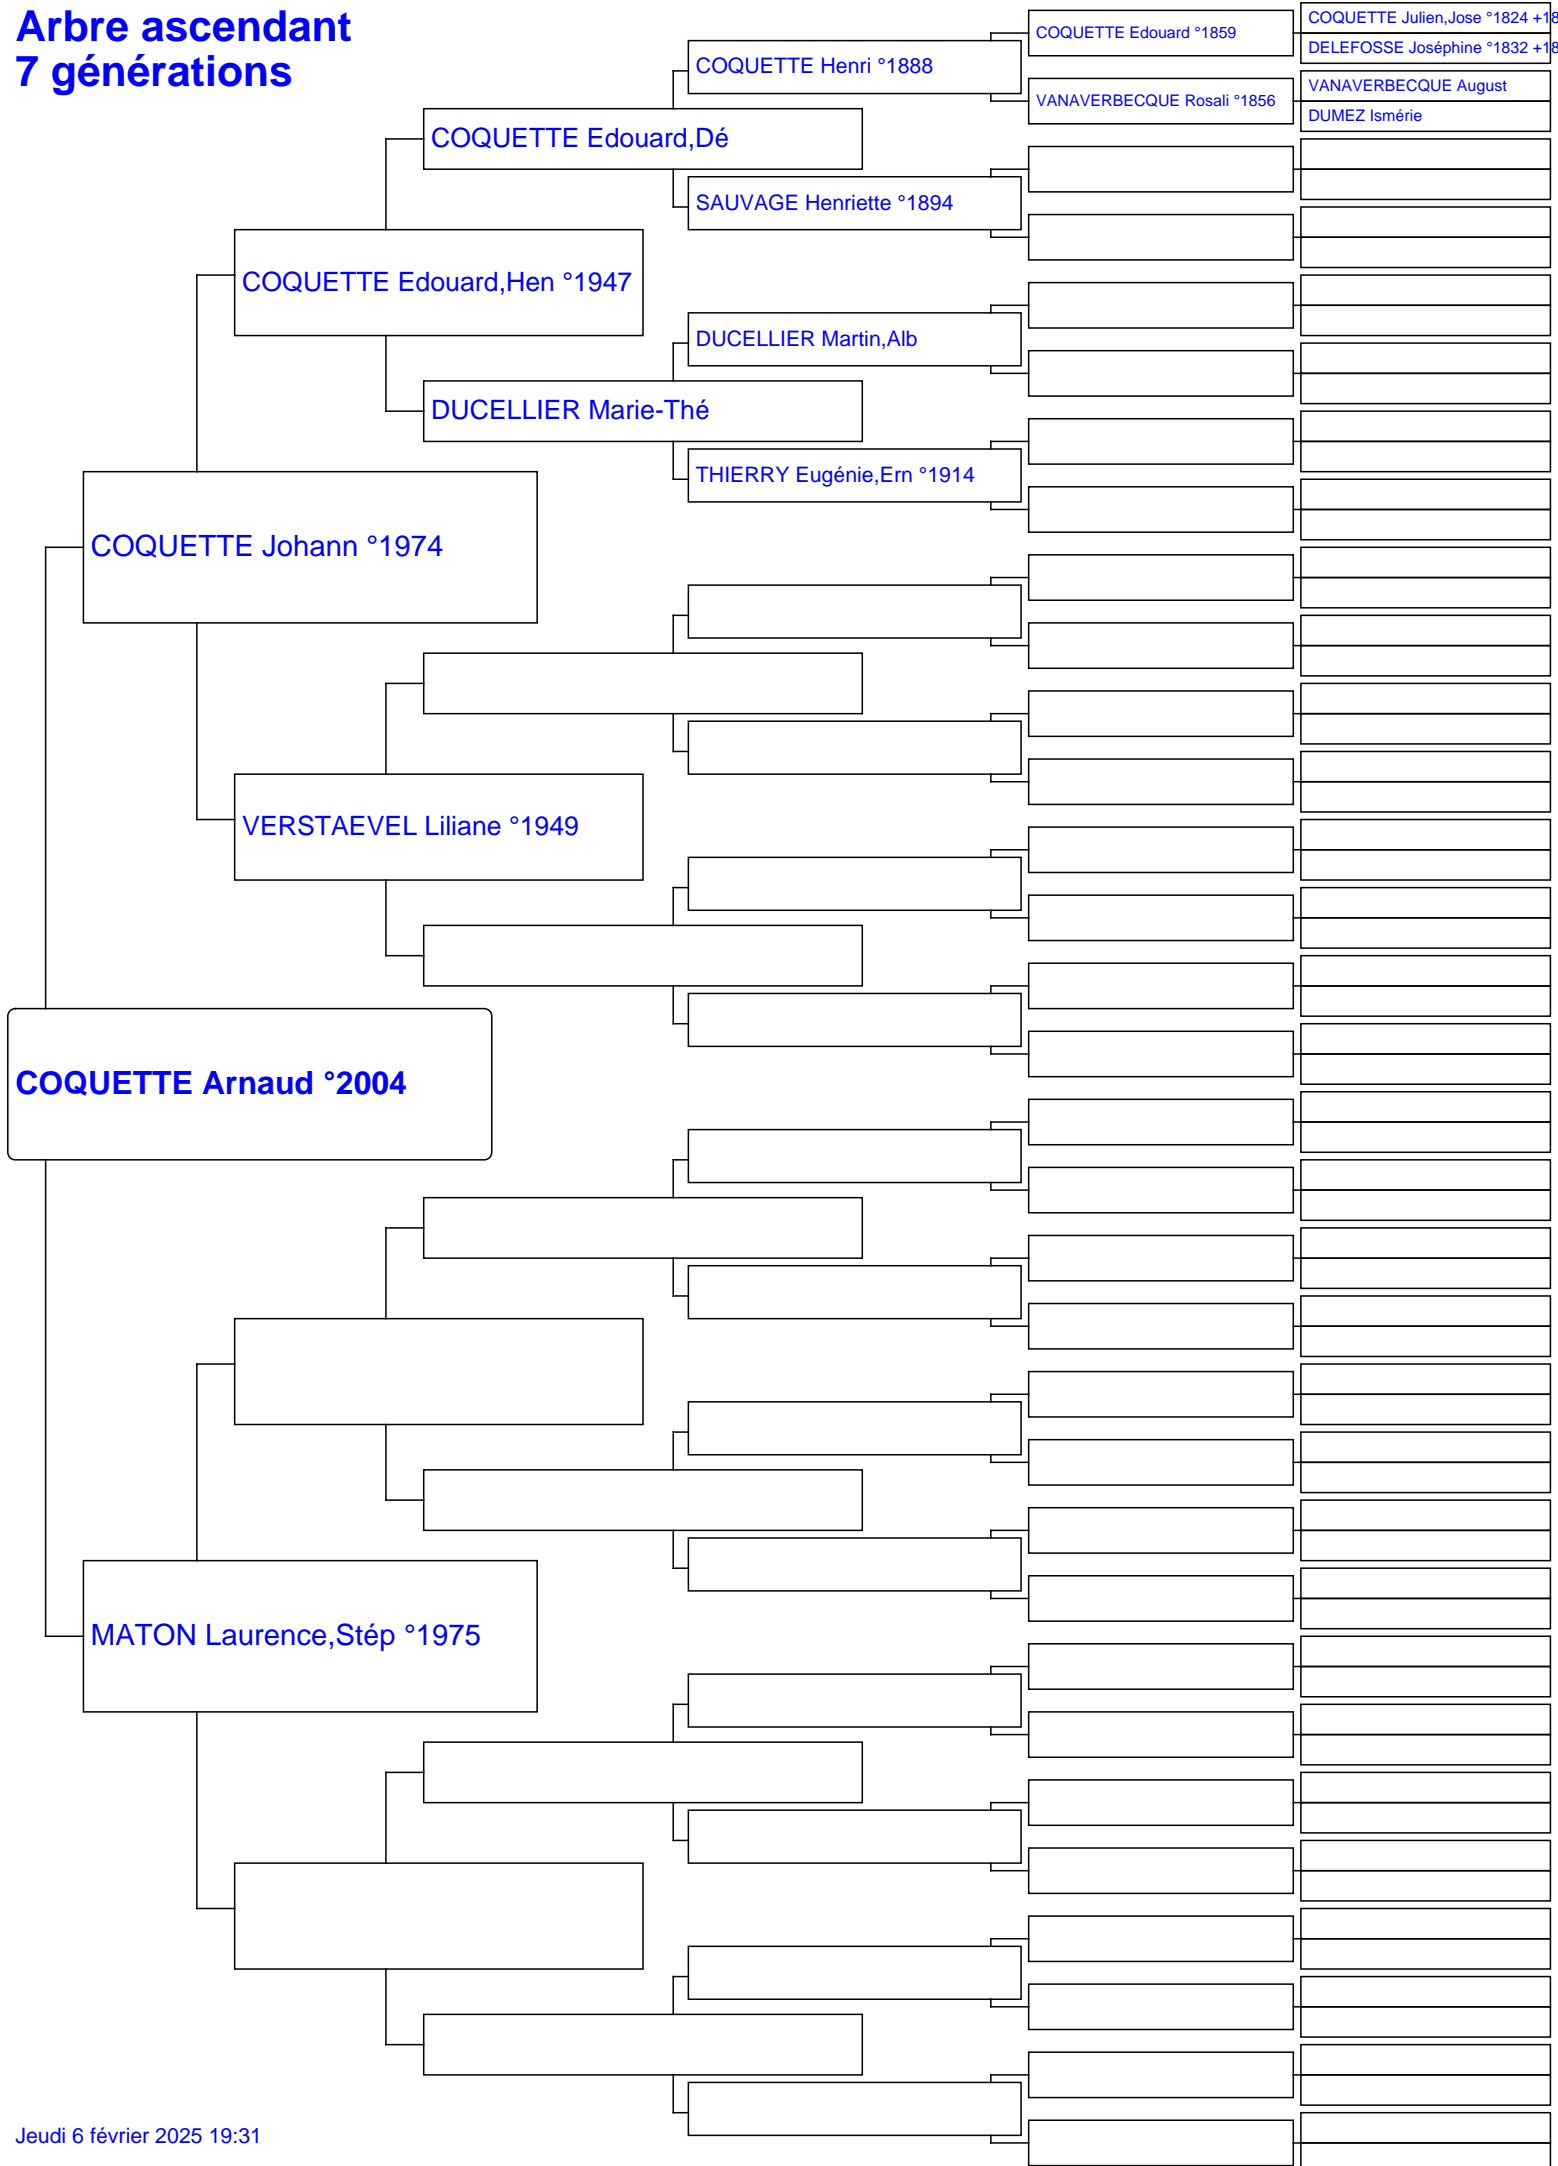 Arbre ascendant
7 générations
COQUETTE Julien,Jose °1824 +18
COQUETTE Edouard °1859
DELEFOSSE Joséphine °1832 +18
COQUETTE Henri °1888
VANAVERBECQUE August
VANAVERBECQUE Rosali °1856
DUMEZ Ismérie
COQUETTE Edouard,Dé
SAUVAGE Henriette °1894
COQUETTE Edouard,Hen °1947
DUCELLIER Martin,Alb
DUCELLIER Marie-Thé
THIERRY Eugénie,Ern °1914
COQUETTE Johann °1974
VERSTAEVEL Liliane °1949
COQUETTE Arnaud °2004
MATON Laurence,Stép °1975
Jeudi 6 février 2025 19:31